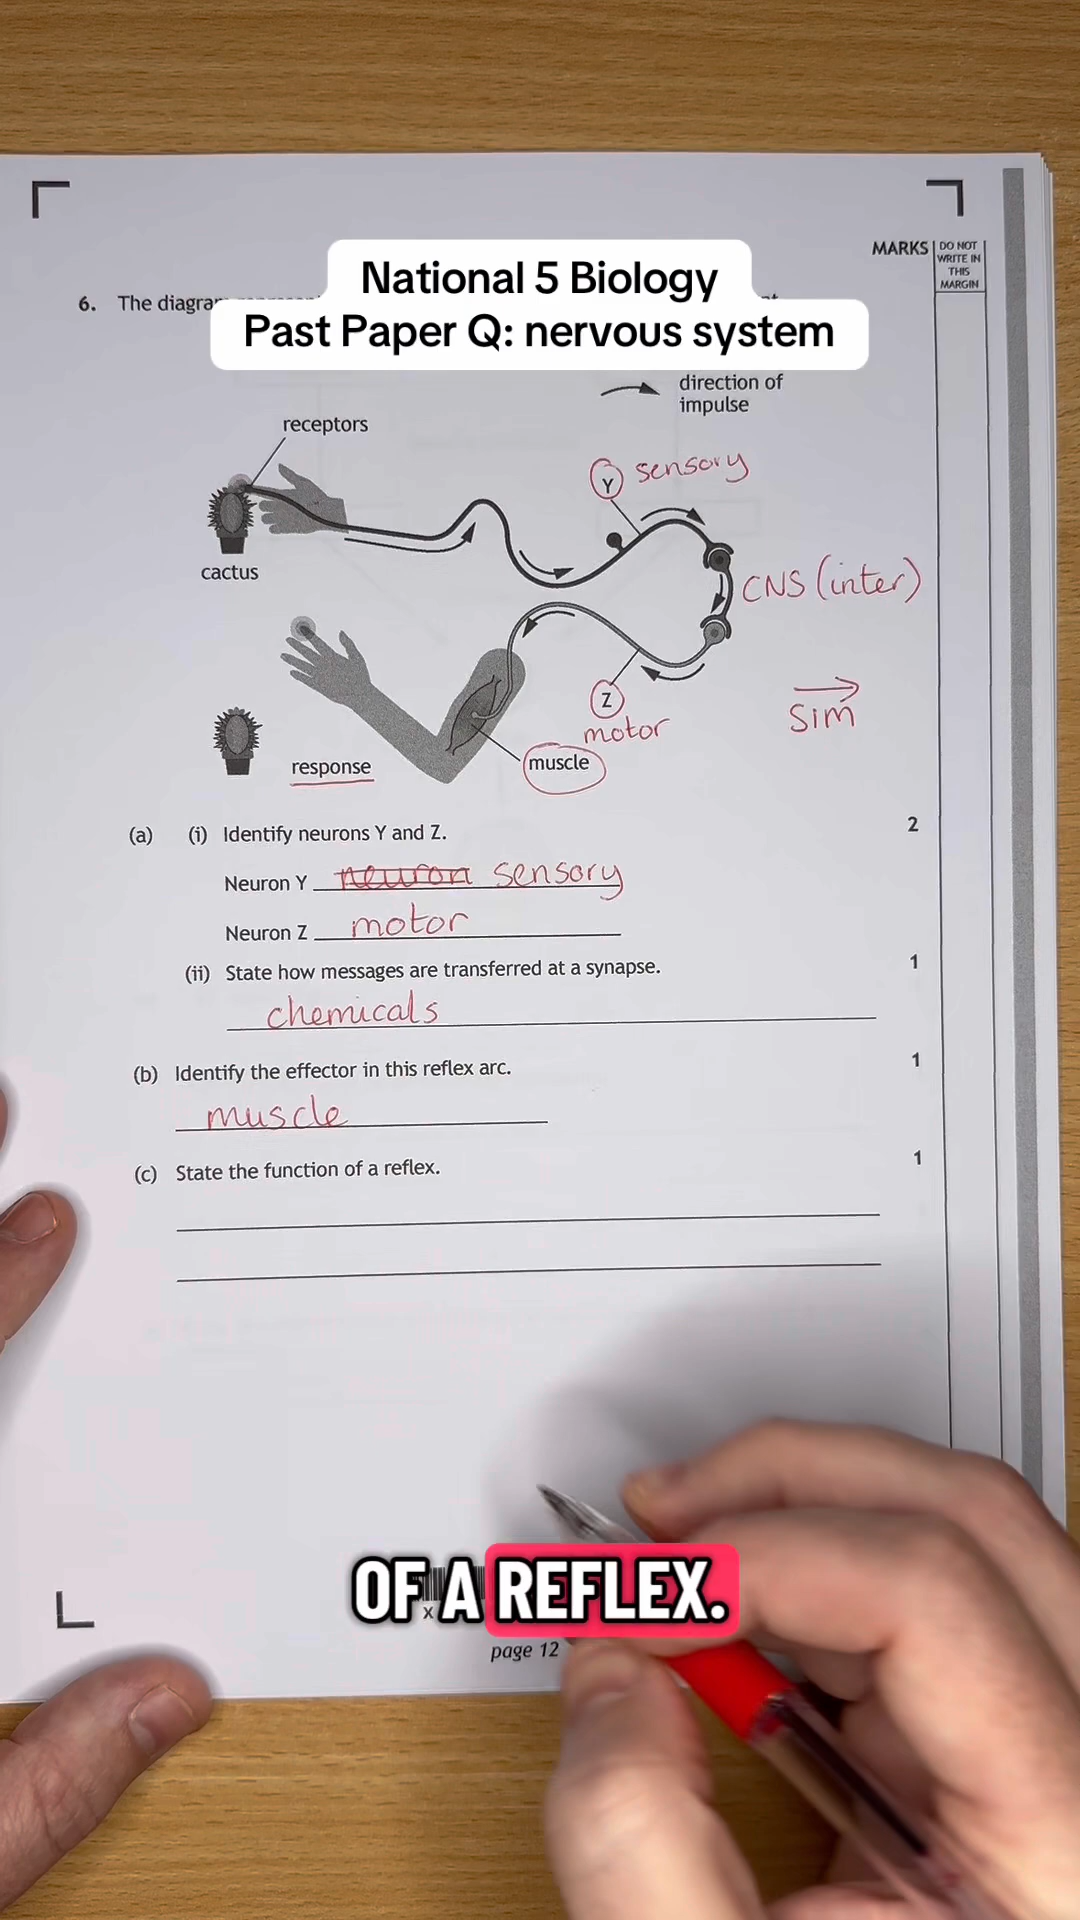 MARKS
DO NOT
WRITE IN
THIS
MARGIN
National 5 Biology
Past Paper Q: nervous system
6. The
direction of
impulse
receptors
Y sensory
cactus
CNS (inter)
Z
motor
SIM
muscle
response
(a) (i) Identify neurons Y and Z. 2
Neuron Y neuron sensory
Neuron Z motor
(ii) State how messages are transferred at a synapse. 1
chemicals
(b) Identify the effector in this reflex arc. 1
muscle
(c) State the function of a reflex. 1
OF A REFLEX.
page 12